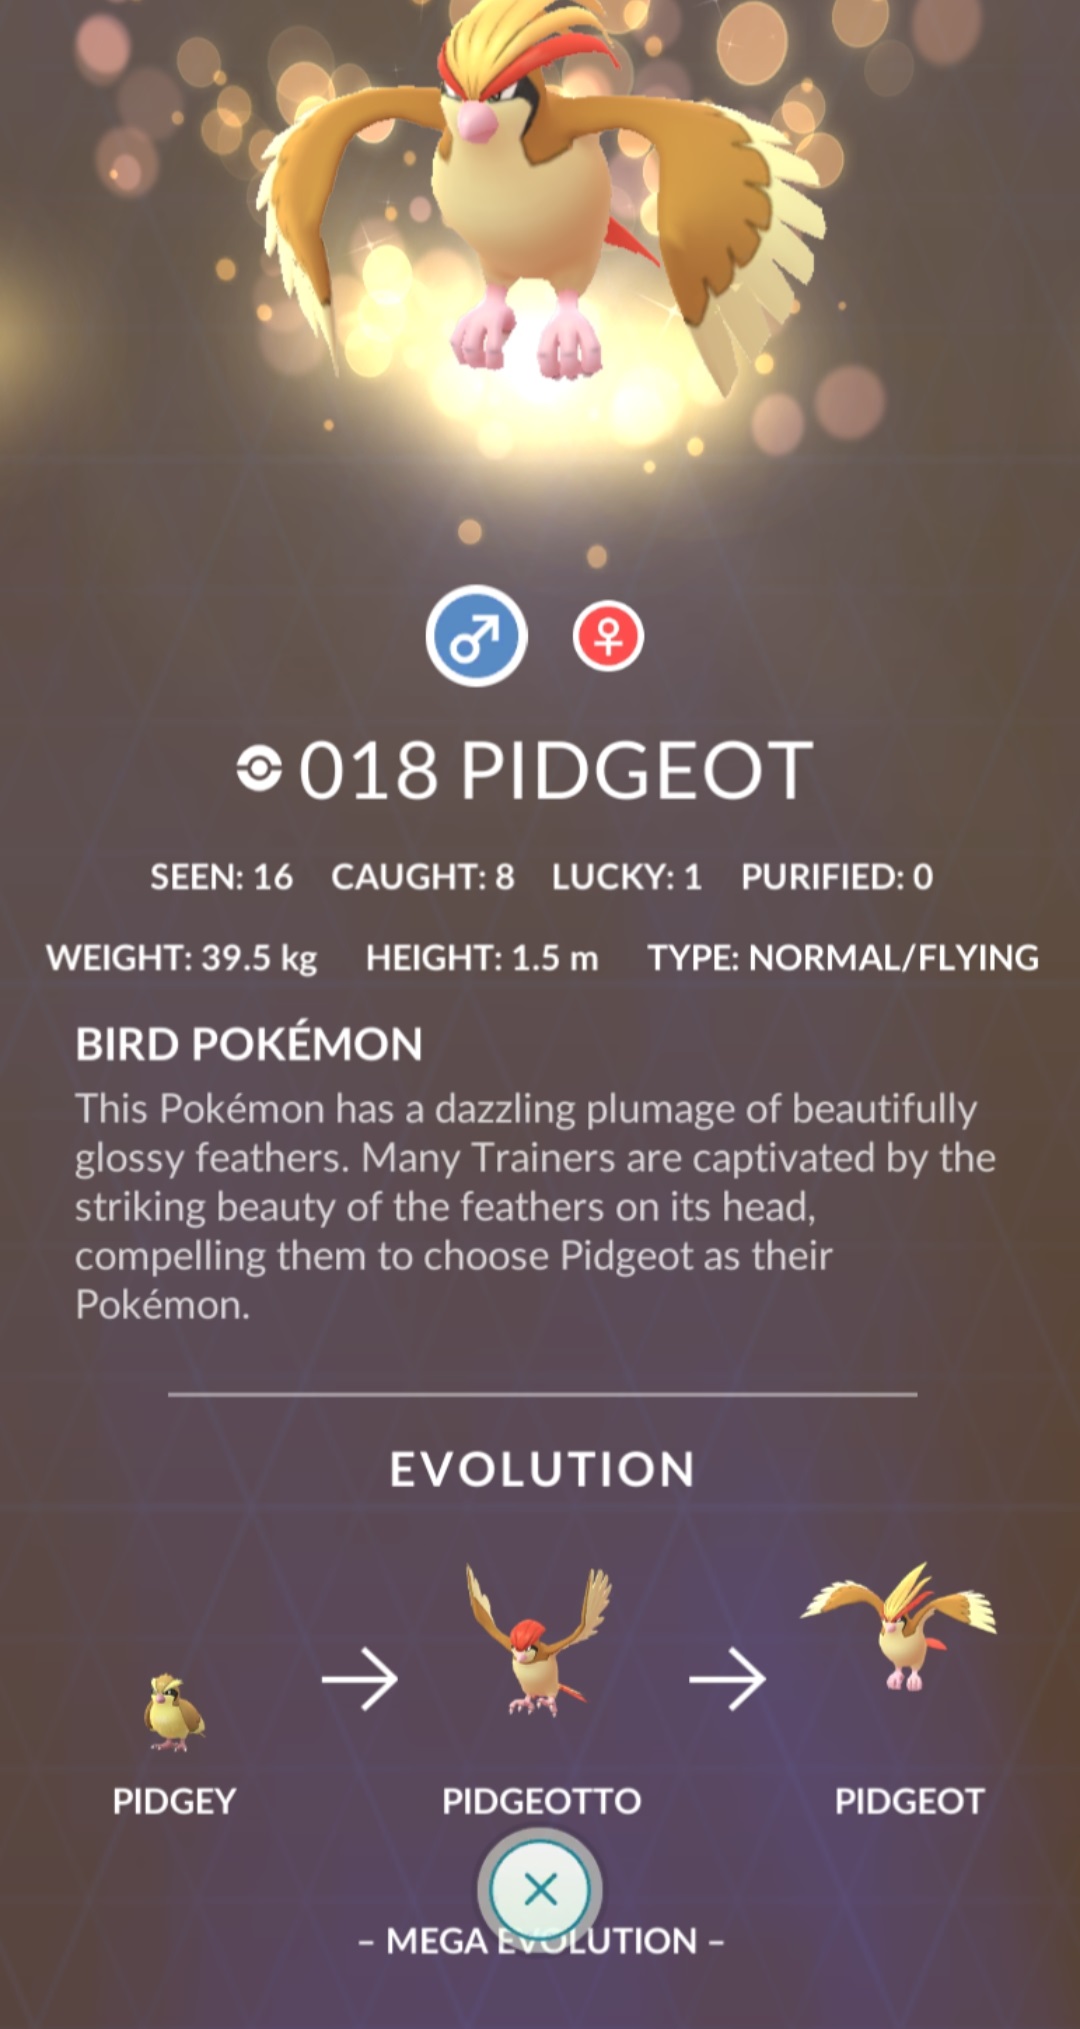 018 PIDGEOT
SEEN: 16 CAUGHT: 8 LUCKY: 1 PURIFIED: 0
WEIGHT: 39.5 kg HEIGHT: 1.5 m TYPE: NORMAL/FLYING
BIRD POKÉMON
This Pokémon has a dazzling plumage of beautifully
glossy feathers. Many Trainers are captivated by the
striking beauty of the feathers on its head,
compelling them to choose Pidgeot as their
Pokémon.
EVOLUTION
PIDGEY PIDGEOTTO PIDGEOT
– MEGA EVOLUTION –